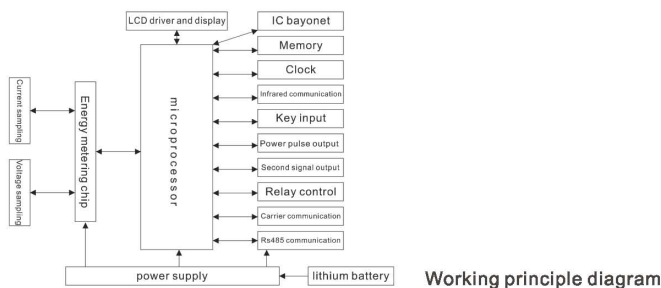 LCD driver and display
IC bayonet
Memory
Clock
Infrared communication
Key input
Power pulse output
Second signal output
Relay control
Carrier communication
Rs485 communication
Current sampling
Voltage sampling
Energy metering chip
microprocessor
power supply
lithium battery
Working principle diagram